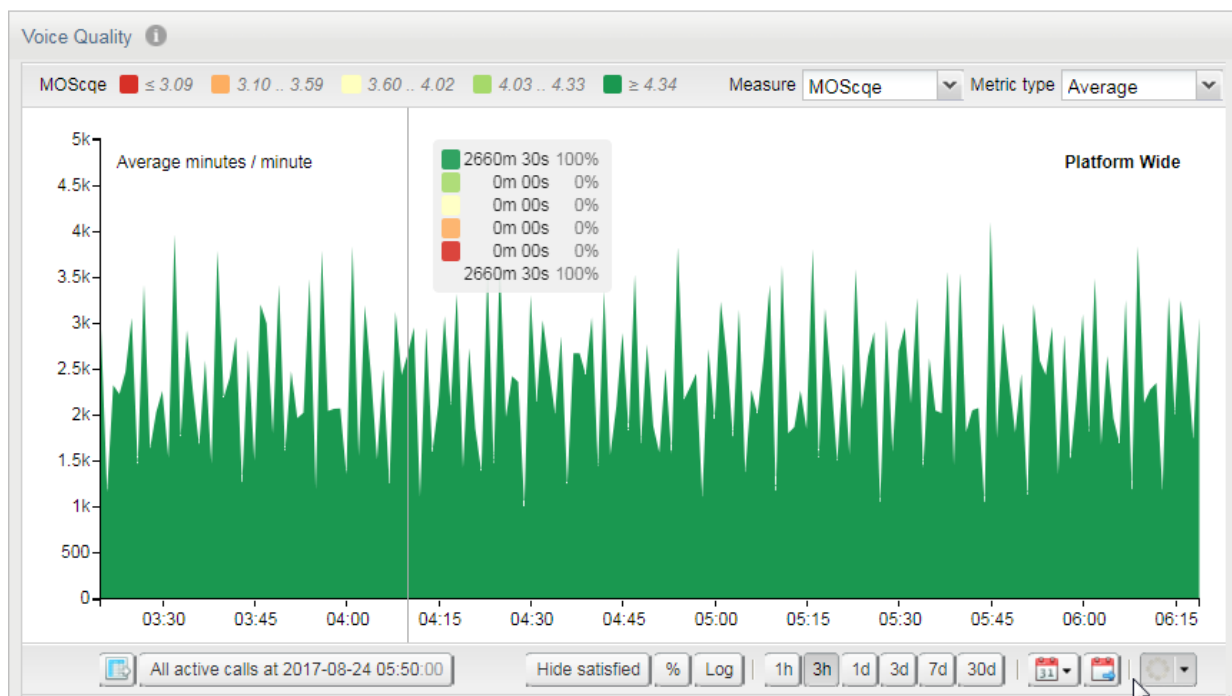 Voice Quality i
MOScqe ≤ 3.09 3.10 .. 3.59 3.60 .. 4.02 4.03 .. 4.33 ≥ 4.34 Measure MOScqe Metric type Average
5k
4.5k
4k
3.5k
3k
2.5k
2k
1.5k
1k
500
0
Average minutes / minute
2660m 30s 100%
0m 00s 0%
0m 00s 0%
0m 00s 0%
0m 00s 0%
2660m 30s 100%
Platform Wide
03:30 03:45 04:00 04:15 04:30 04:45 05:00 05:15 05:30 05:45 06:00 06:15
All active calls at 2017-08-24 05:50:00 Hide satisfied % Log 1h 3h 1d 3d 7d 30d 31